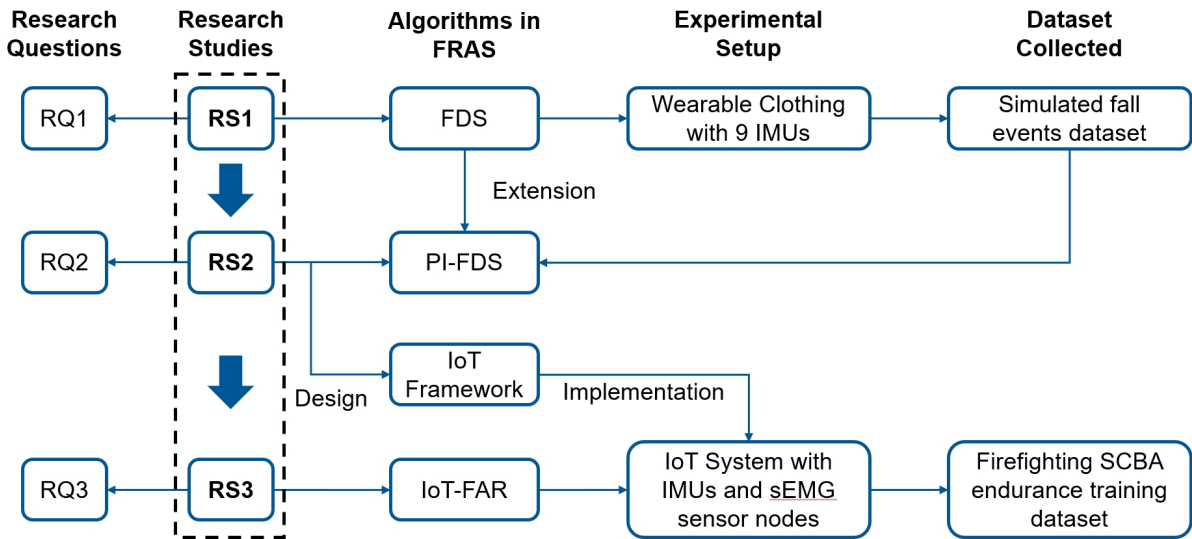 Research
Questions
Research
Studies
Algorithms in
FRAS
Experimental
Setup
Dataset
Collected
RQ1
RS1
FDS
Wearable Clothing
with 9 IMUs
Simulated fall
events dataset
Extension
RQ2
RS2
PI-FDS
IoT
Framework
Design
Implementation
RQ3
RS3
IoT-FAR
IoT System with
IMUs and sEMG
sensor nodes
Firefighting SCBA
endurance training
dataset